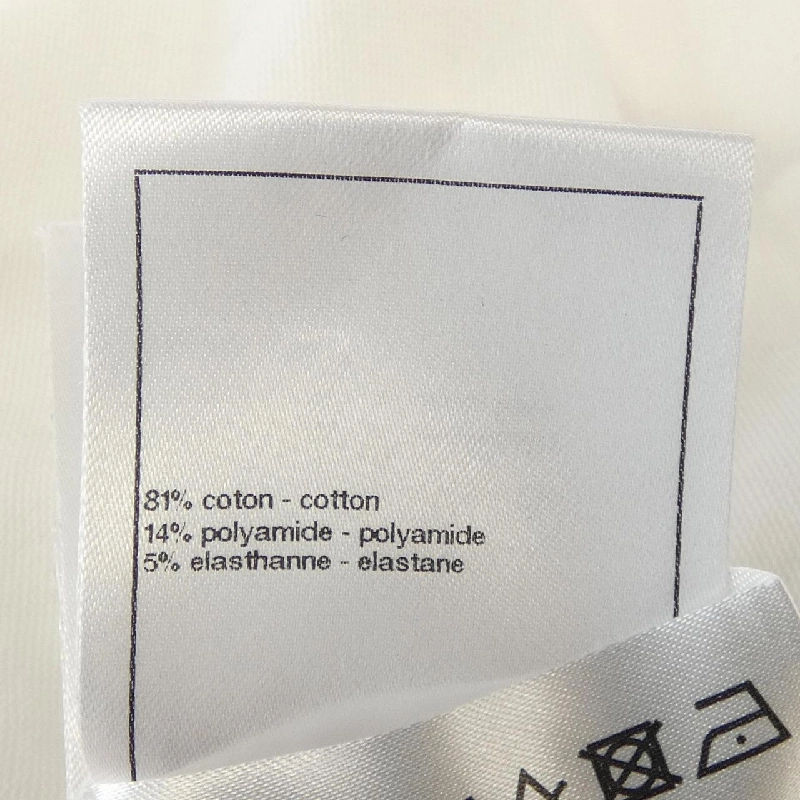 81% coton - cotton
14% polyamide - polyamide
5% elasthanne - elastane